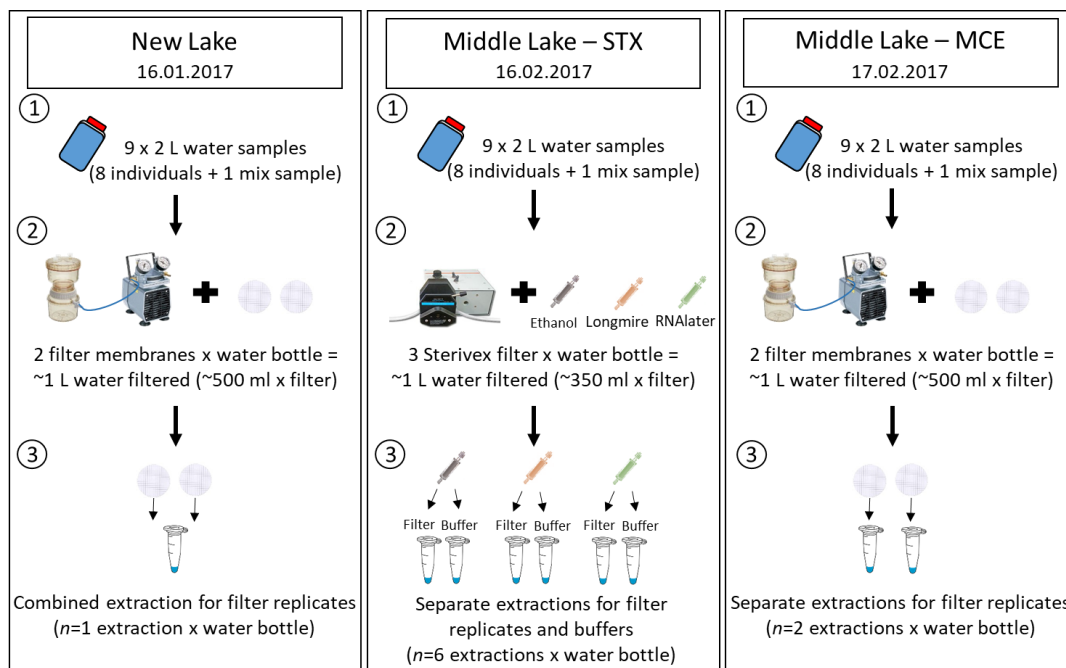 New Lake
16.01.2017
1
9 x 2 L water samples
(8 individuals + 1 mix sample)
2
2 filter membranes x water bottle =
~1 L water filtered (~500 ml x filter)
3
Combined extraction for filter replicates
(n=1 extraction x water bottle)
Middle Lake – STX
16.02.2017
1
9 x 2 L water samples
(8 individuals + 1 mix sample)
2
Ethanol Longmire RNAlater
3 Sterivex filter x water bottle =
~1 L water filtered (~350 ml x filter)
3
Filter Buffer Filter Buffer Filter Buffer
Separate extractions for filter
replicates and buffers
(n=6 extractions x water bottle)
Middle Lake – MCE
17.02.2017
1
9 x 2 L water samples
(8 individuals + 1 mix sample)
2
2 filter membranes x water bottle =
~1 L water filtered (~500 ml x filter)
3
Separate extractions for filter replicates
(n=2 extractions x water bottle)